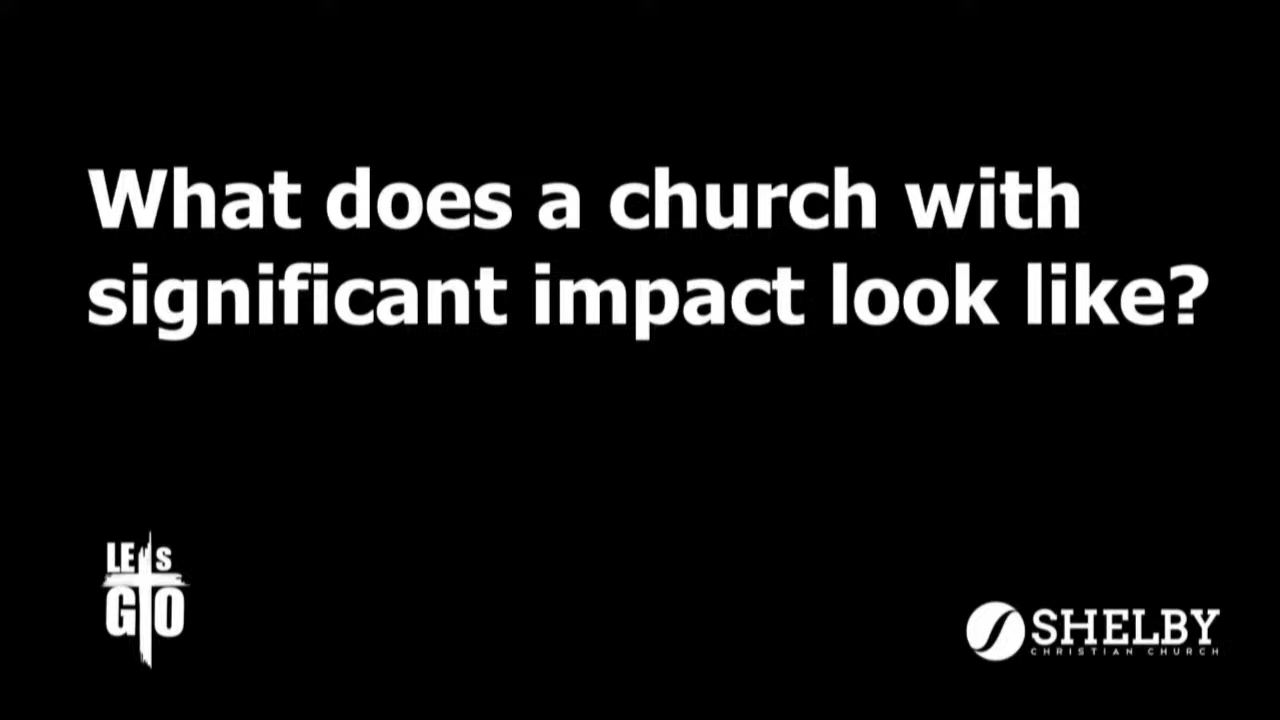 What does a church with
significant impact look like?
LETS
GO
SHELBY
CHRISTIAN CHURCH